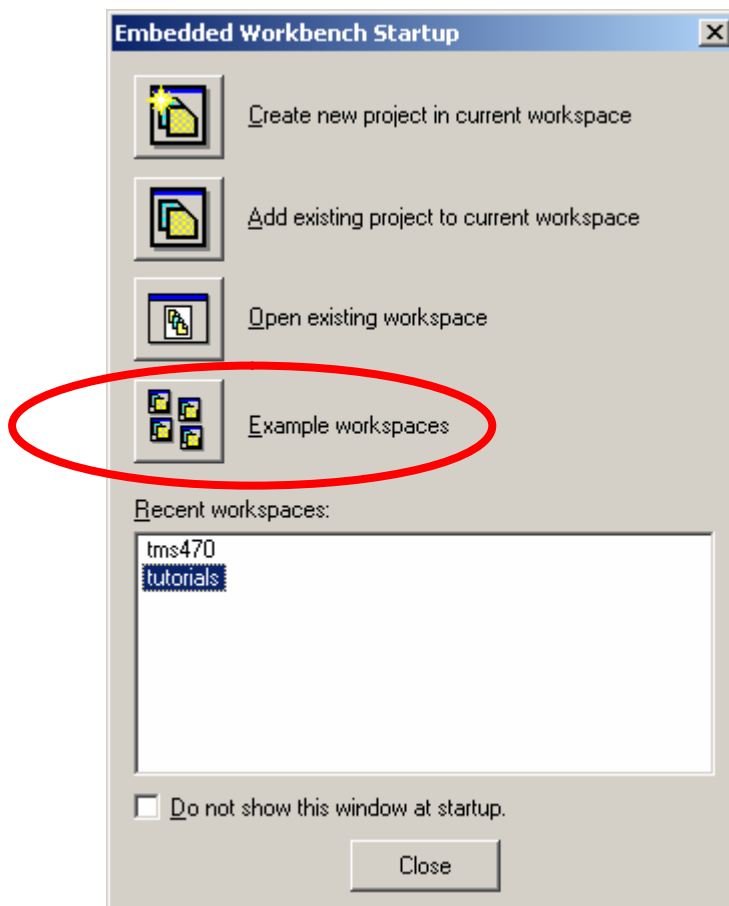 Embedded Workbench Startup
Create new project in current workspace
Add existing project to current workspace
Open existing workspace
Example workspaces
Recent workspaces:
tms470
tutorials
Do not show this window at startup.
Close